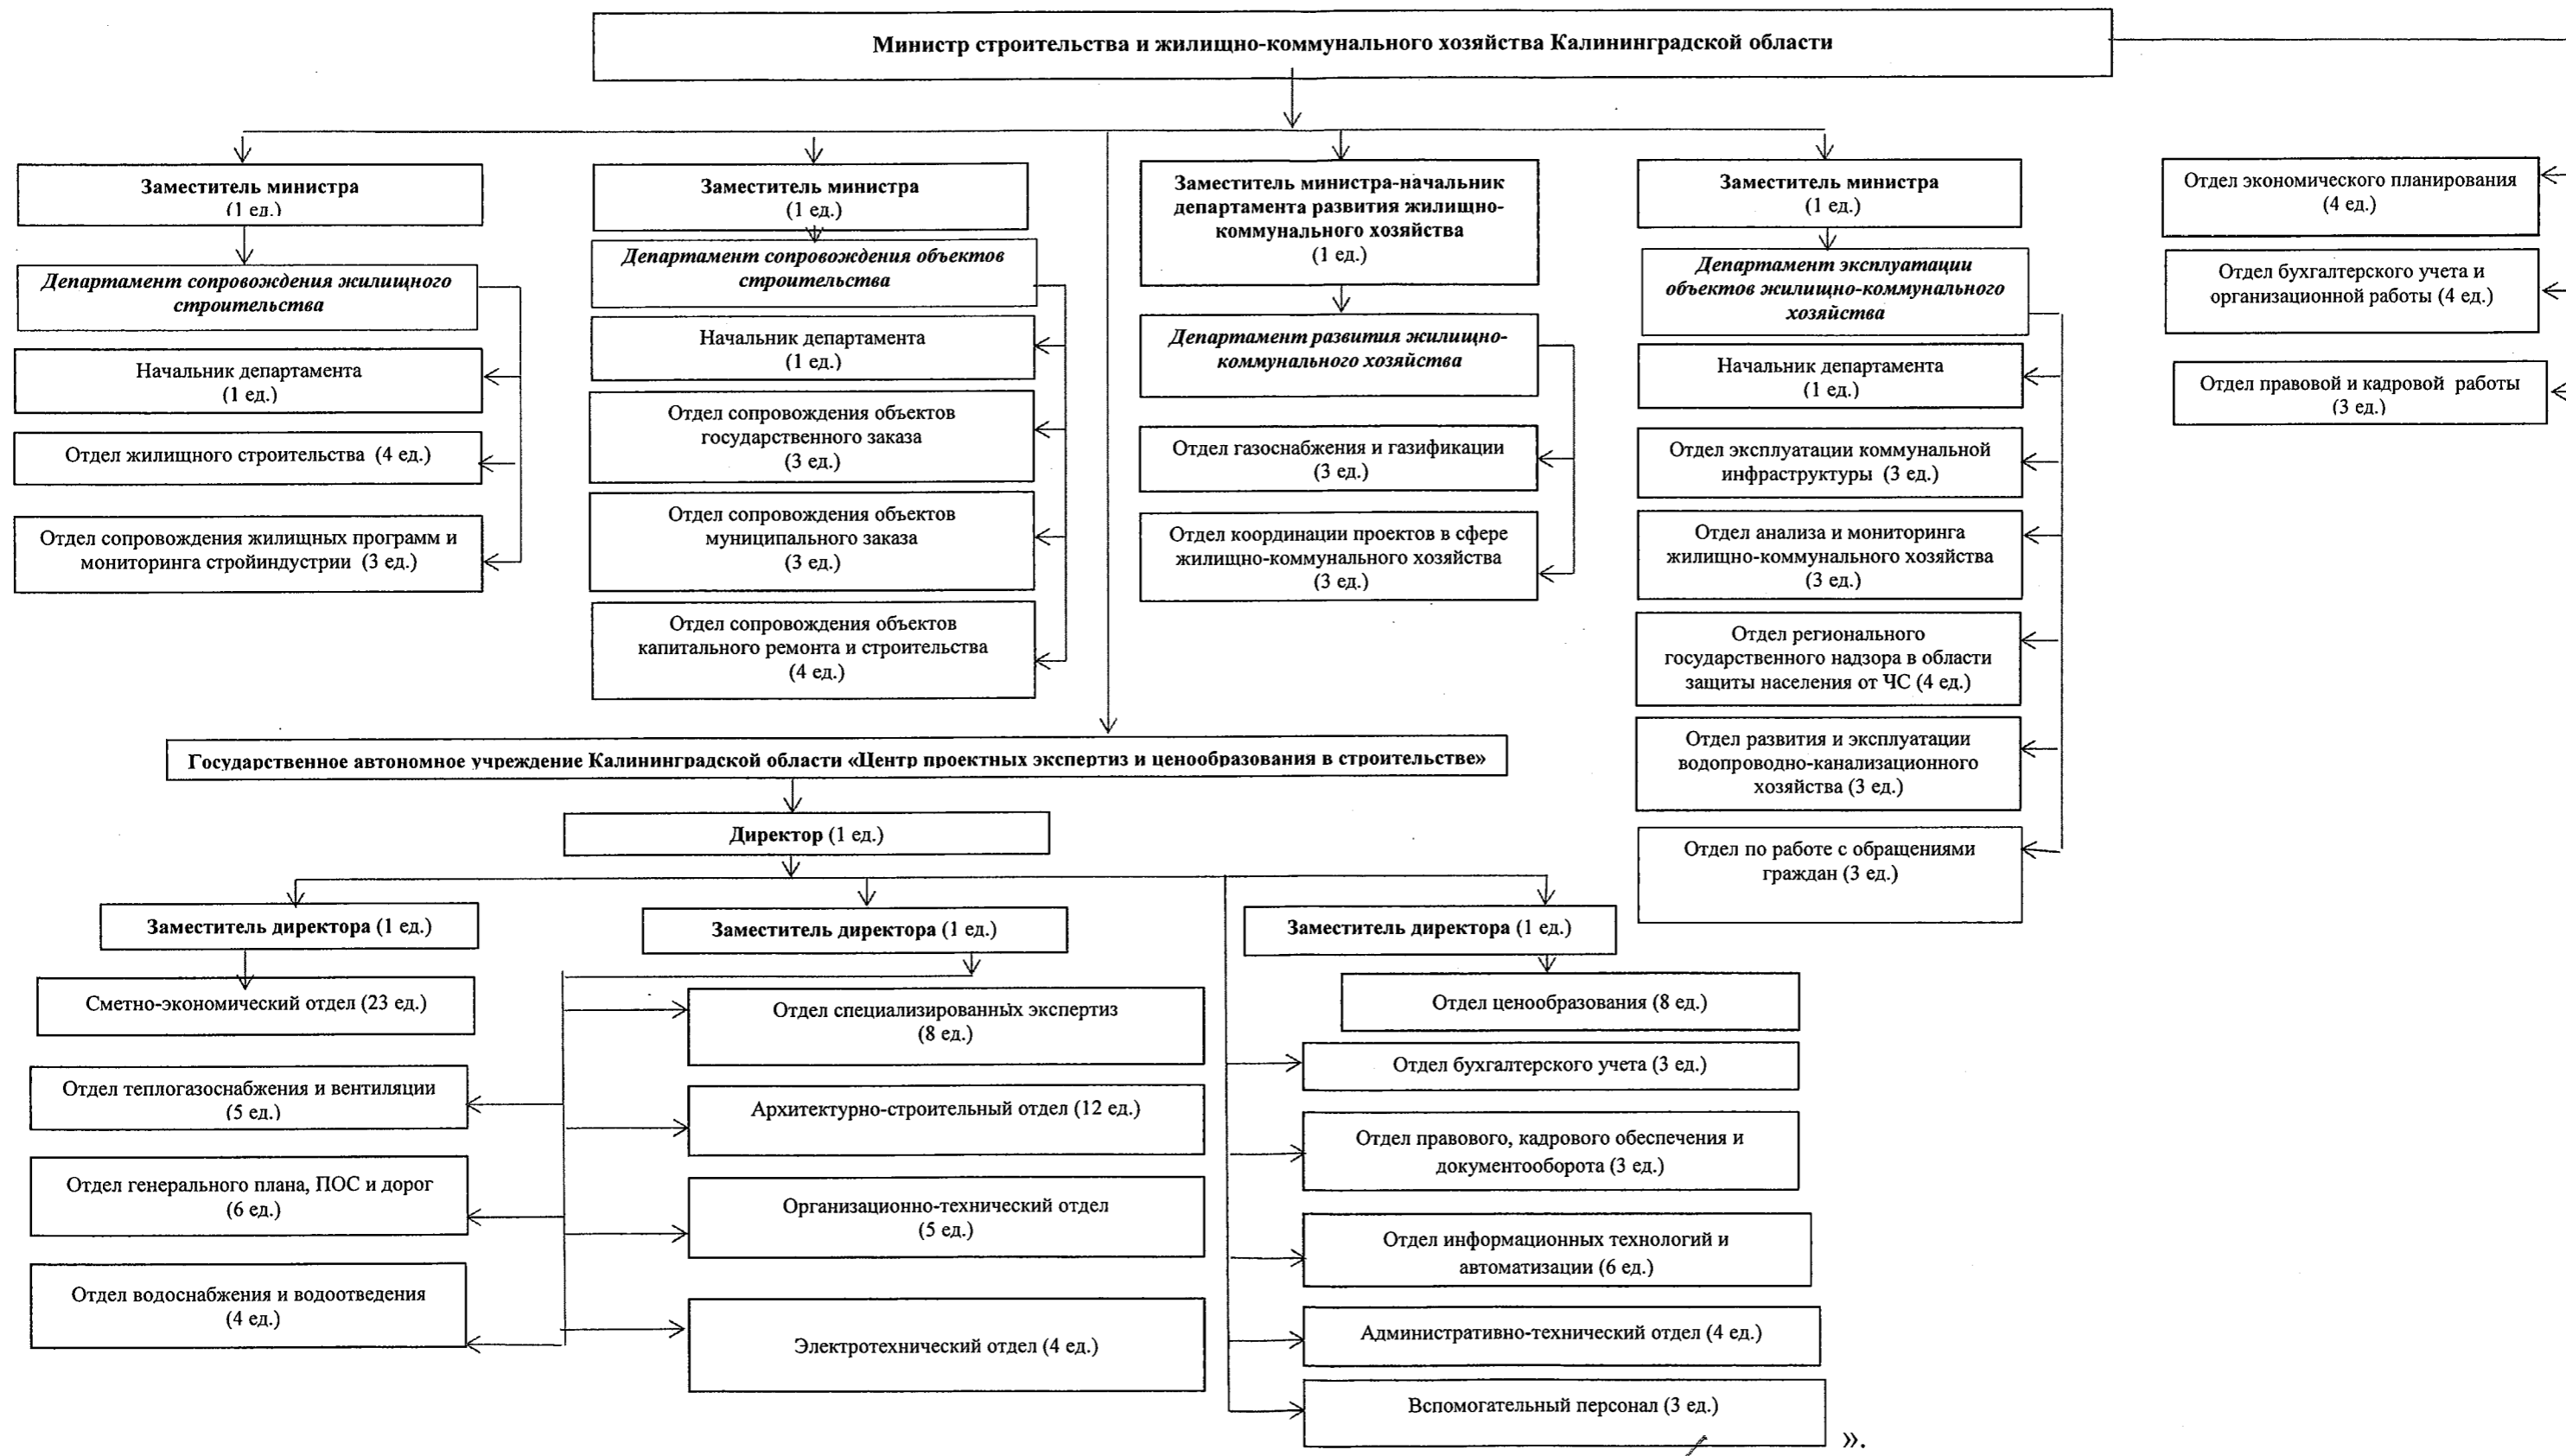 Министр строительства и жилищно-коммунального хозяйства Калининградской области
Заместитель министра
(1 ед.)
Департамент сопровождения жилищного
строительства
Начальник департамента
(1 ед.)
Отдел жилищного строительства (4 ед.)
Отдел сопровождения жилищных программ и
мониторинга стройиндустрии (3 ед.)
Заместитель министра
(1 ед.)
Департамент сопровождения объектов
строительства
Начальник департамента
(1 ед.)
Отдел сопровождения объектов
государственного заказа
(3 ед.)
Отдел сопровождения объектов
муниципального заказа
(3 ед.)
Отдел сопровождения объектов
капитального ремонта и строительства
(4 ед.)
Заместитель министра-начальник
департамента развития жилищно-
коммунального хозяйства
(1 ед.)
Департамент развития жилищно-
коммунального хозяйства
Отдел газоснабжения и газификации
(3 ед.)
Отдел координации проектов в сфере
жилищно-коммунального хозяйства
(3 ед.)
Заместитель министра
(1 ед.)
Департамент эксплуатации
объектов жилищно-коммунального
хозяйства
Начальник департамента
(1 ед.)
Отдел эксплуатации коммунальной
инфраструктуры (3 ед.)
Отдел анализа и мониторинга
жилищно-коммунального хозяйства
(3 ед.)
Отдел регионального
государственного надзора в области
защиты населения от ЧС (4 ед.)
Отдел развития и эксплуатации
водопроводно-канализационного
хозяйства (3 ед.)
Отдел по работе с обращениями
граждан (3 ед.)
Отдел экономического планирования
(4 ед.)
Отдел бухгалтерского учета и
организационной работы (4 ед.)
Отдел правовой и кадровой работы
(3 ед.)
Государственное автономное учреждение Калининградской области «Центр проектных экспертиз и ценообразования в строительстве»
Директор (1 ед.)
Заместитель директора (1 ед.)
Сметно-экономический отдел (23 ед.)
Отдел теплогазоснабжения и вентиляции
(5 ед.)
Отдел генерального плана, ПОС и дорог
(6 ед.)
Отдел водоснабжения и водоотведения
(4 ед.)
Заместитель директора (1 ед.)
Отдел специализированных экспертиз
(8 ед.)
Архитектурно-строительный отдел (12 ед.)
Организационно-технический отдел
(5 ед.)
Электротехнический отдел (4 ед.)
Заместитель директора (1 ед.)
Отдел ценообразования (8 ед.)
Отдел бухгалтерского учета (3 ед.)
Отдел правового, кадрового обеспечения и
документооборота (3 ед.)
Отдел информационных технологий и
автоматизации (6 ед.)
Административно-технический отдел (4 ед.)
Вспомогательный персонал (3 ед.)
».